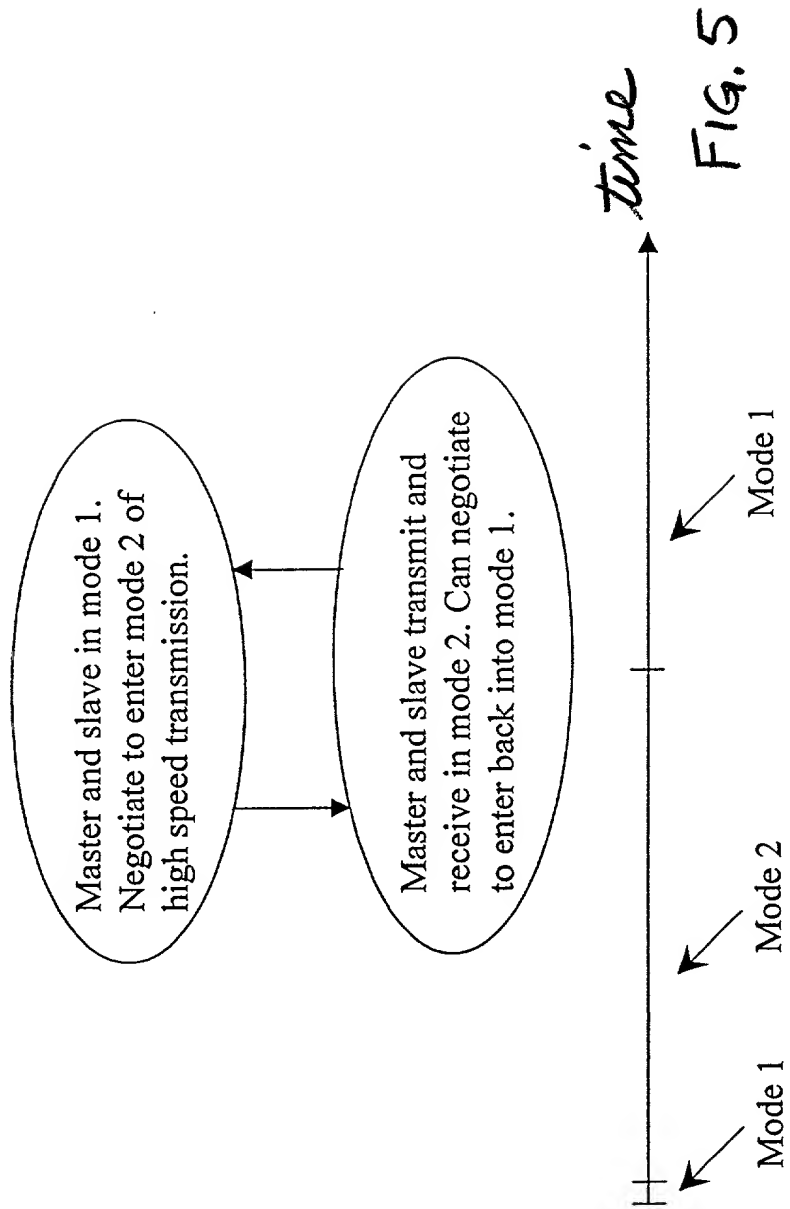 Master and slave in mode 1.
Negotiate to enter mode 2 of
high speed transmission.
Master and slave transmit and
receive in mode 2. Can negotiate
to enter back into mode 1.
time
Mode 1
Mode 2
Mode 1
FIG. 5